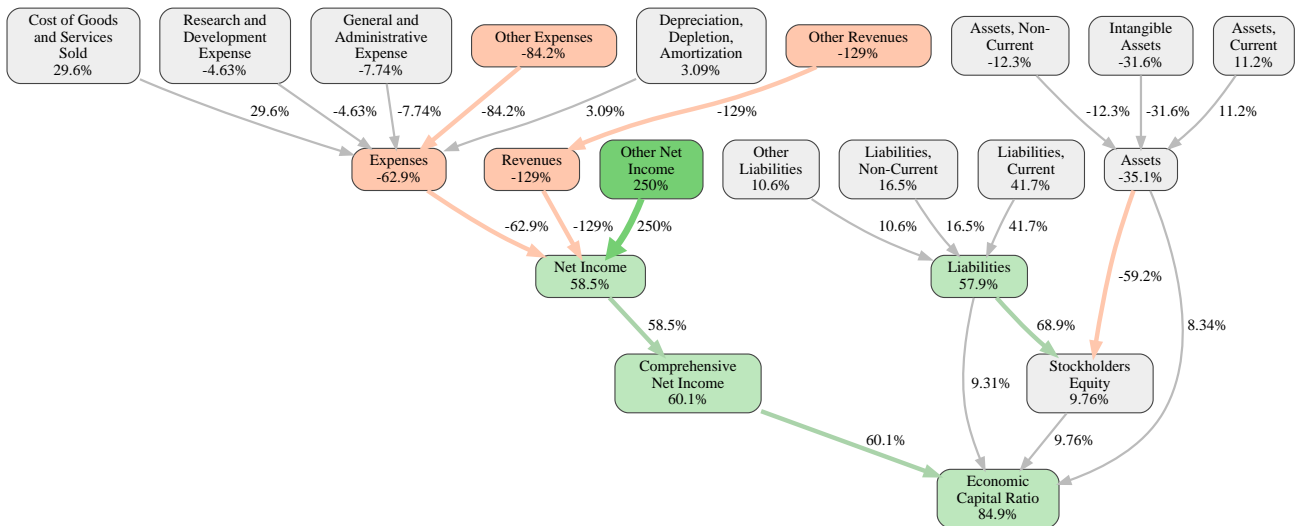 Cost of Goods
and Services
Sold
29.6%
Research and
Development
Expense
-4.63%
General and
Administrative
Expense
-7.74%
Other Expenses
-84.2%
Depreciation,
Depletion,
Amortization
3.09%
Other Revenues
-129%
Assets, Non-
Current
-12.3%
Intangible
Assets
-31.6%
Assets,
Current
11.2%
29.6%
-4.63%
-7.74%
-84.2%
3.09%
-129%
-12.3%
-31.6%
11.2%
Expenses
-62.9%
Revenues
-129%
Other Net
Income
250%
Other
Liabilities
10.6%
Liabilities,
Non-Current
16.5%
Liabilities,
Current
41.7%
Assets
-35.1%
-62.9%
-129%
250%
10.6%
16.5%
41.7%
Net Income
58.5%
Liabilities
57.9%
-59.2%
58.5%
68.9%
8.34%
Comprehensive
Net Income
60.1%
9.31%
Stockholders
Equity
9.76%
60.1%
9.76%
Economic
Capital Ratio
84.9%